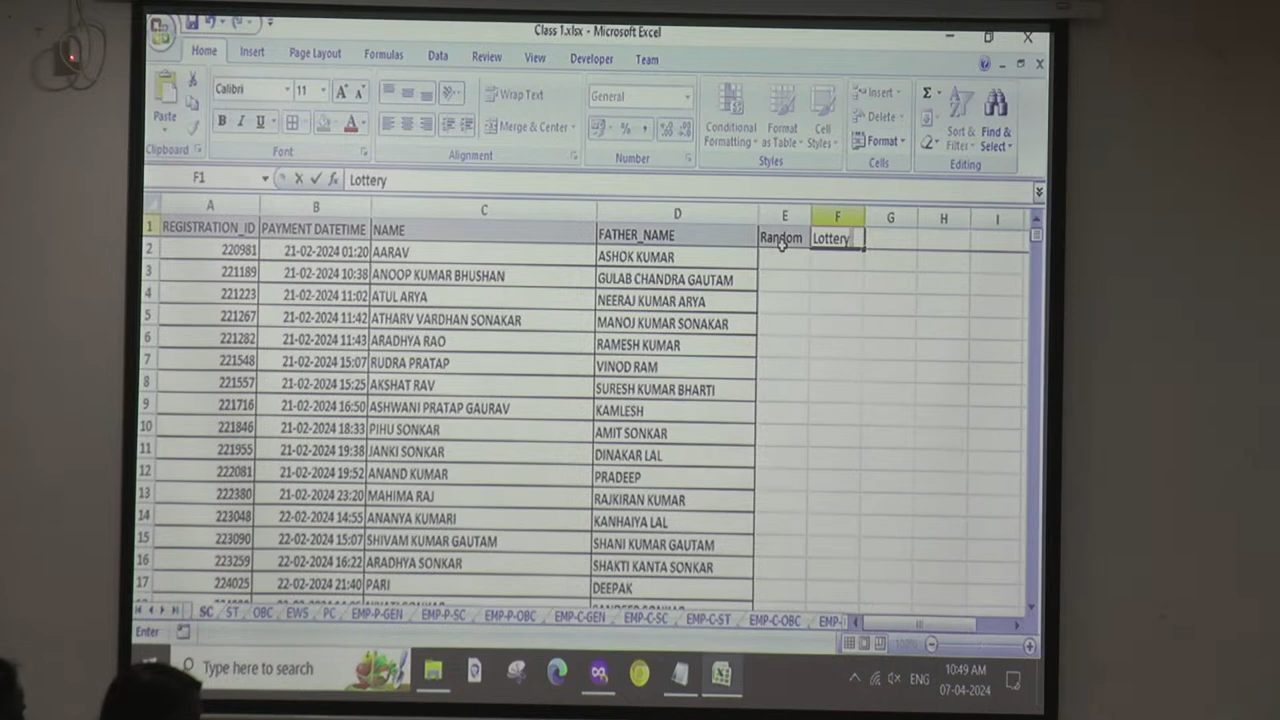 Class 1.xlsx - Microsoft Excel
Home Insert Page Layout Formulas Data Review View Developer Team
Calibri 11 Wrap Text General Insert
Paste Merge & Center Conditional Formatting Format as Table Cell Styles Delete Format Sort & Filter Find & Select
Clipboard Font Alignment Number Styles Cells Editing
F1 Lottery
A B C D E F G H I
1 REGISTRATION_ID PAYMENT DATETIME NAME FATHER_NAME Random Lottery
2 220981 21-02-2024 01:20 AARAV ASHOK KUMAR
3 221189 21-02-2024 10:38 ANOOP KUMAR BHUSHAN GULAB CHANDRA GAUTAM
4 221223 21-02-2024 11:02 ATUL ARYA NEERAJ KUMAR ARYA
5 221267 21-02-2024 11:42 ATHARV VARDHAN SONAKAR MANOJ KUMAR SONAKAR
6 221282 21-02-2024 11:43 ARADHYA RAO RAMESH KUMAR
7 221548 21-02-2024 15:07 RUDRA PRATAP VINOD RAM
8 221557 21-02-2024 15:25 AKSHAT RAV SURESH KUMAR BHARTI
9 221716 21-02-2024 16:50 ASHWANI PRATAP GAURAV KAMLESH
10 221846 21-02-2024 18:33 PIHU SONKAR AMIT SONKAR
11 221955 21-02-2024 19:38 JANKI SONKAR DINAKAR LAL
12 222081 21-02-2024 19:52 ANAND KUMAR PRADEEP
13 222380 21-02-2024 23:20 MAHIMA RAJ RAJKIRAN KUMAR
14 223048 22-02-2024 14:55 ANANYA KUMARI KANHAIYA LAL
15 223090 22-02-2024 15:07 SHIVAM KUMAR GAUTAM SHANI KUMAR GAUTAM
16 223259 22-02-2024 16:22 ARADHYA SONKAR SHAKTI KANTA SONKAR
17 224025 22-02-2024 21:40 PARI DEEPAK
SC ST OBC EWS PC EMP-P-GEN EMP-P-SC EMP-P-OBC EMP-C-GEN EMP-C-SC EMP-C-ST EMP-C-OBC
Enter
Type here to search ENG 10:49 AM
07-04-2024